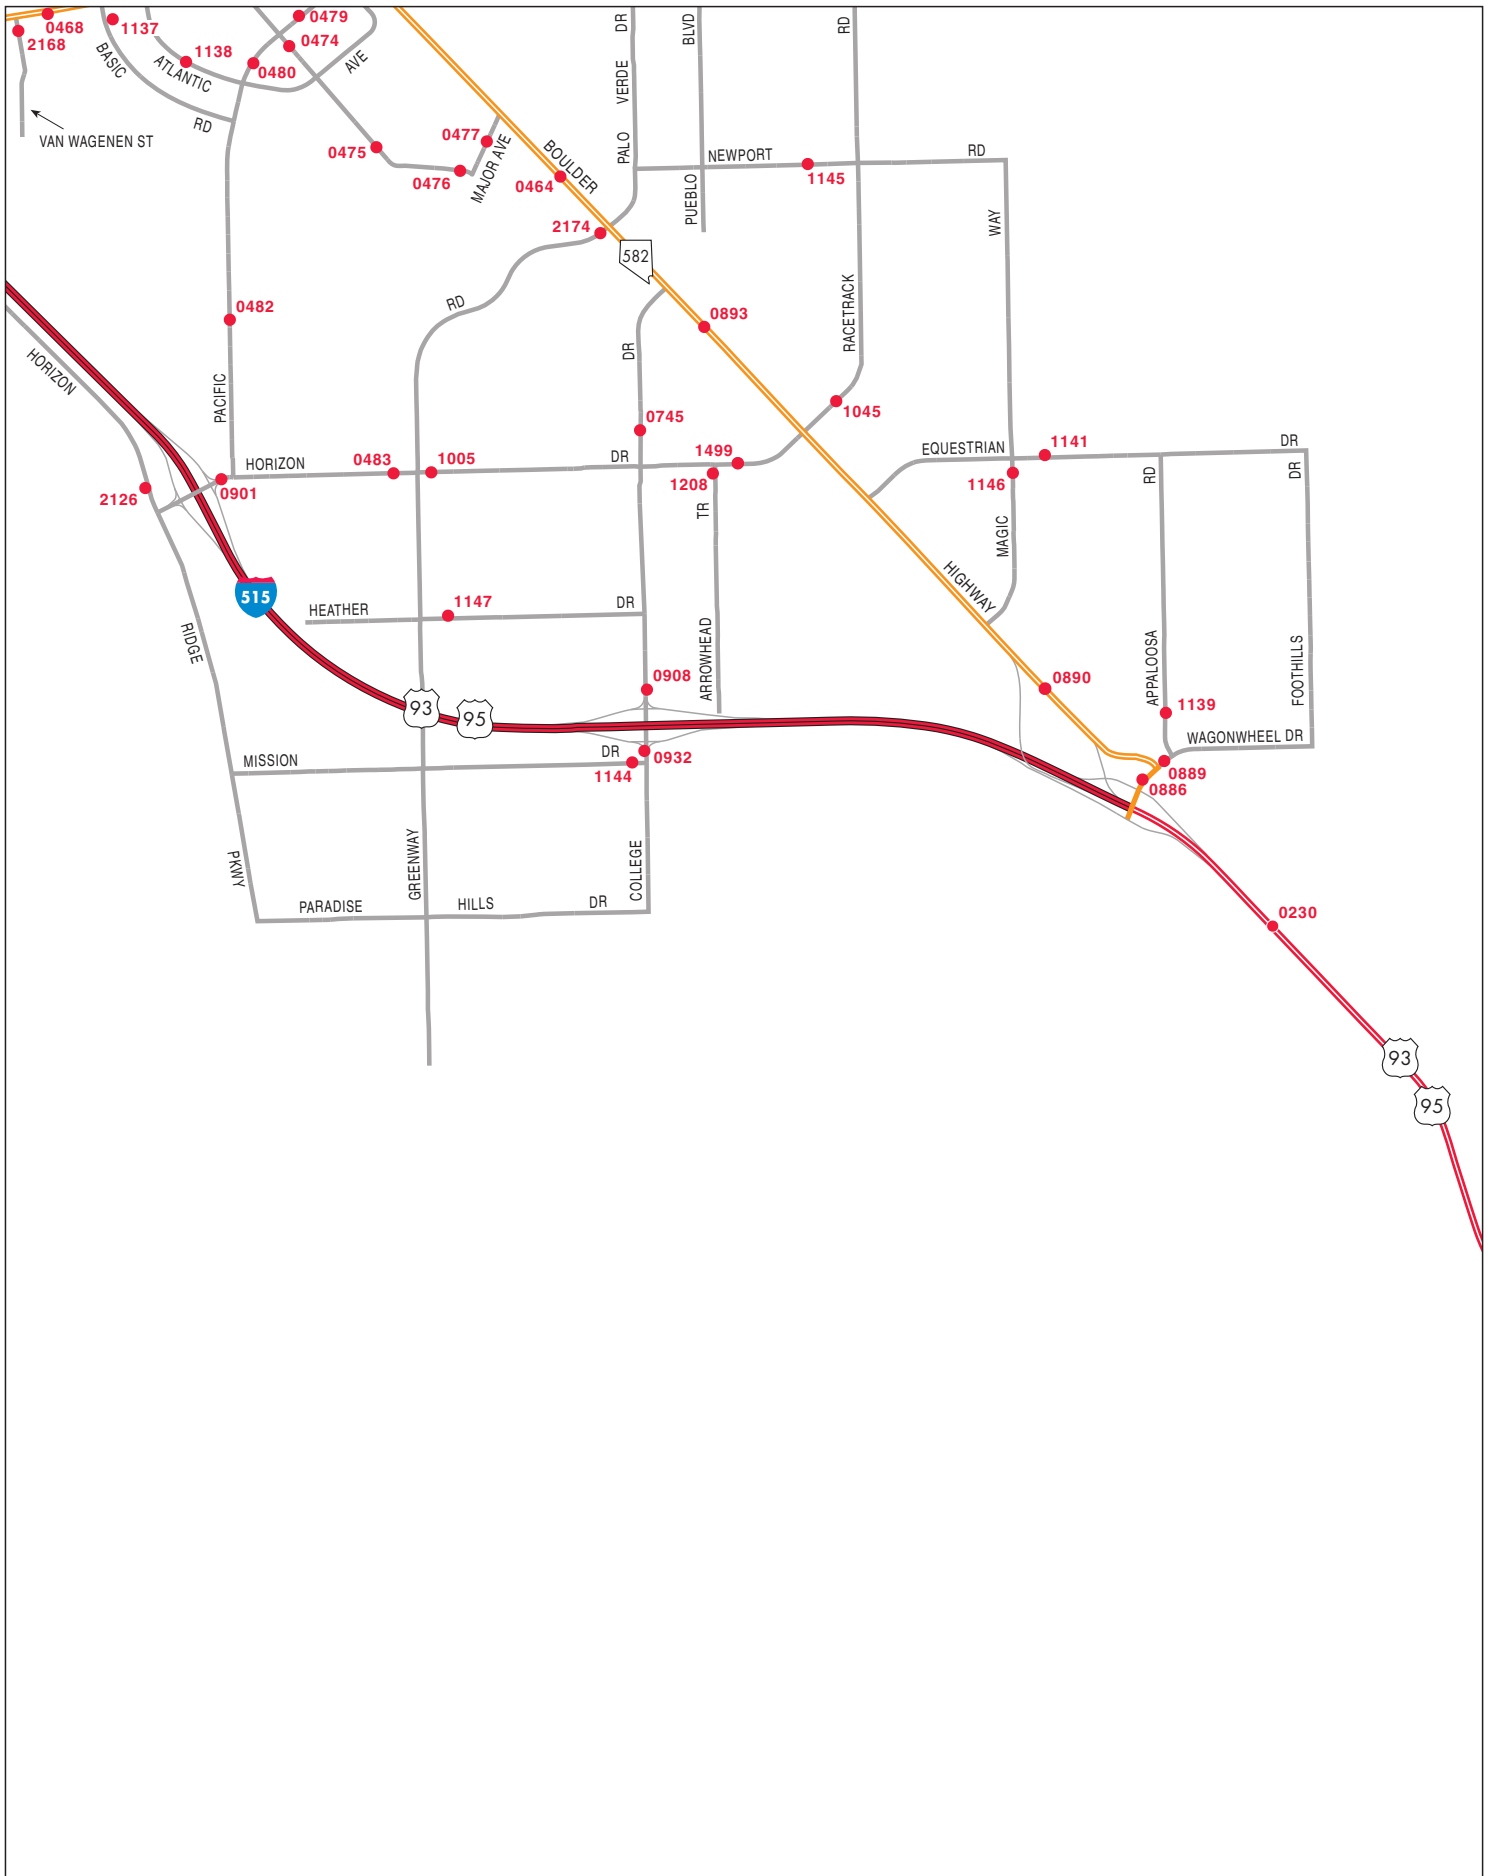 0468
2168
1137
BASIC
RD
1138
ATLANTIC
AVE
0479
0474
0480
VAN WAGENEN ST
0475
0476
0477
MAJOR AVE
BOULDER
0464
2174
582
PALO VERDE DR
PUEBLO BLVD
RD
NEWPORT RD
1145
WAY
0482
PACIFIC
RD
DR
0893
RACETRACK
1045
0745
HORIZON
HORIZON DR
0483
1005
1499
1208
TR
EQUESTRIAN DR
1141
1146
RD
DR
2126
0901
515
MAGIC
HIGHWAY
HEATHER DR
1147
RIDGE
ARROWHEAD
APPALOOSA
FOOTHILLS
0908
0890
1139
93
95
WAGONWHEEL DR
MISSION DR
0932
1144
0889
0886
PKWY
GREENWAY
COLLEGE
PARADISE HILLS DR
0230
93
95